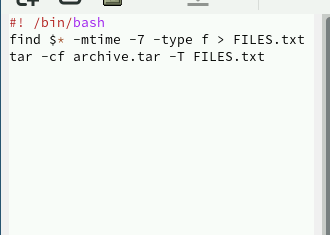 #! /bin/bash
find $* -mtime -7 -type f > FILES.txt
tar -cf archive.tar -T FILES.txt